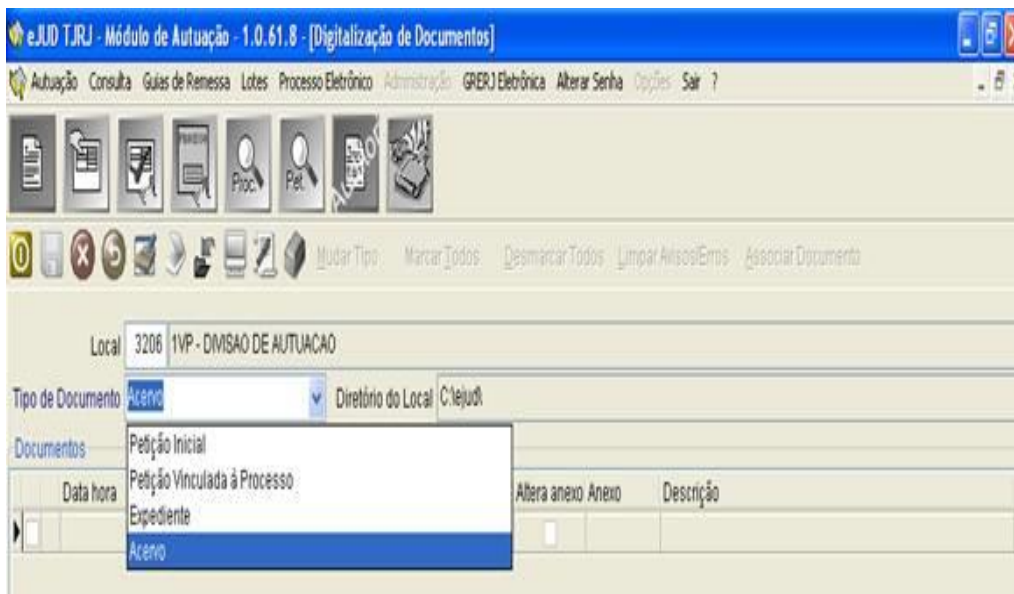 eJUD TJRJ - Módulo de Autuação - 1.0.61.8 - [Digitalização de Documentos]
Autuação Consulta Guias de Remessa Lotes Processo Eletrônico Administração GRERJ Eletrônica Alterar Senha Opções Sair ?
Proc. Pet.
Mudar Tipo Marcar Todos Desmarcar Todos Limpar Avisos/Erros Associar Documento
Local 3206 1VP - DIVISAO DE AUTUACAO
Tipo de Documento Acervo Diretório do Local C:\ejud\
Documentos
Petição Inicial
Petição Vinculada à Processo
Expediente
Acervo
Data hora Altera anexo Anexo Descrição